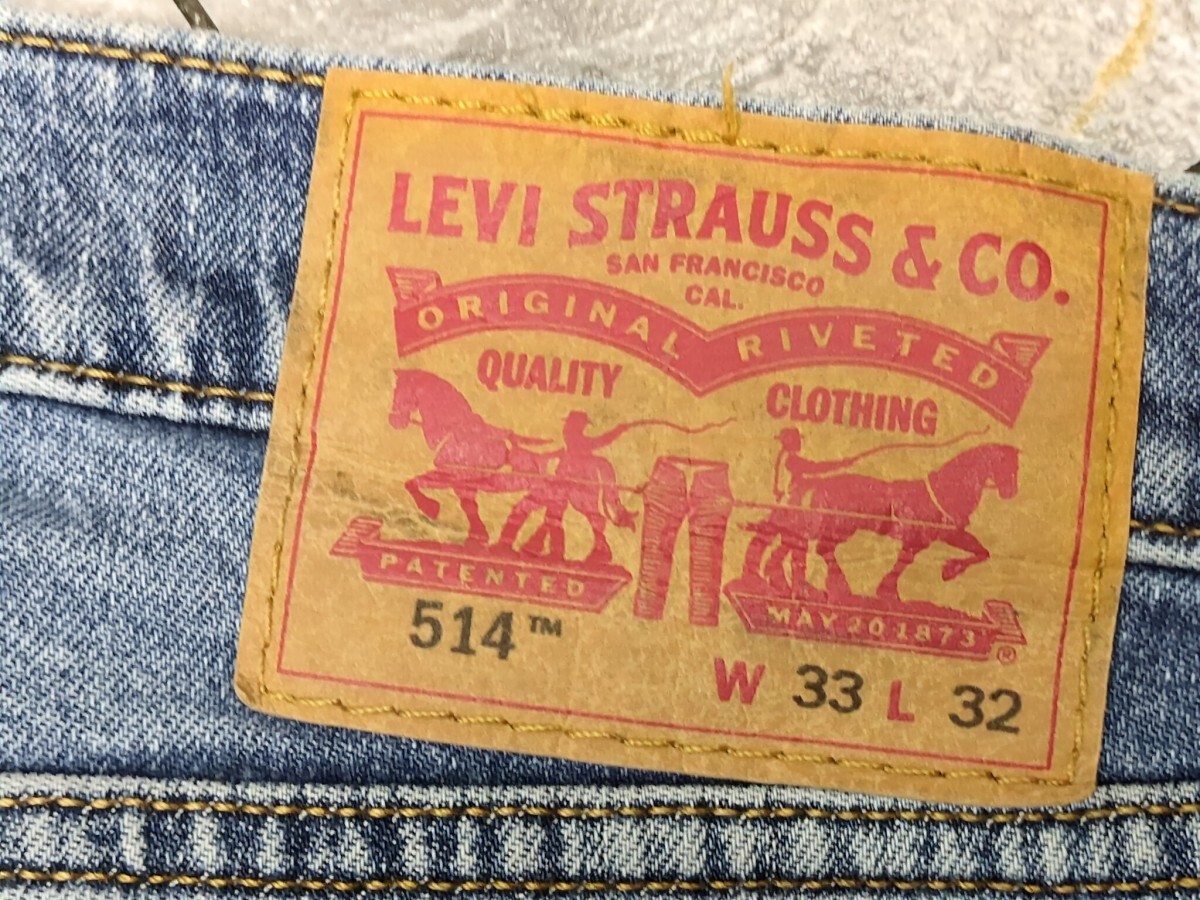 LEVI STRAUSS & CO.
SAN FRANCISCO
CAL.
ORIGINAL RIVETED
QUALITY CLOTHING
PATENTED
MAY 20 1873
®
514™
W 33 L 32